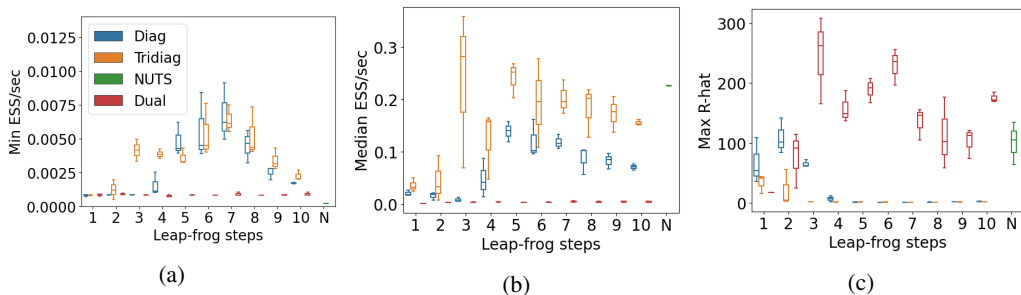 0.0125
0.0100
0.0075
0.0050
0.0025
0.0000
Min ESS/sec
Diag
Tridiag
NUTS
Dual
1 2 3 4 5 6 7 8 9 10 N
Leap-frog steps
(a)
0.3
0.2
0.1
0.0
Median ESS/sec
1 2 3 4 5 6 7 8 9 10 N
Leap-frog steps
(b)
300
200
100
0
Max R-hat
1 2 3 4 5 6 7 8 9 10 N
Leap-frog steps
(c)